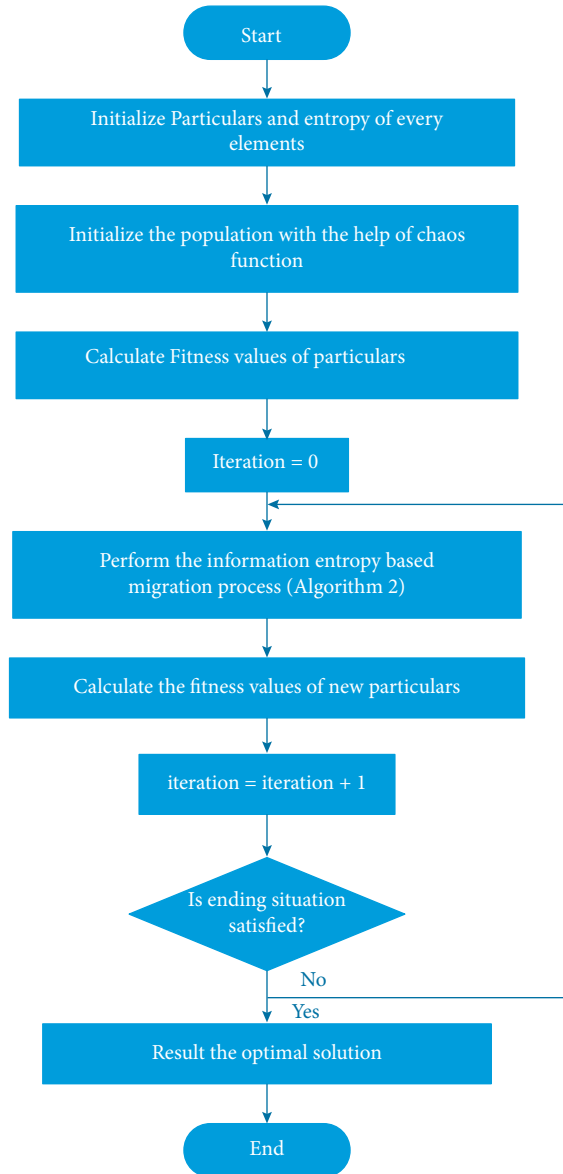 Start
Initialize Particulars and entropy of every
elements
Initialize the population with the help of chaos
function
Calculate Fitness values of particulars
Iteration = 0
Perform the information entropy based
migration process (Algorithm 2)
Calculate the fitness values of new particulars
iteration = iteration + 1
Is ending situation
satisfied?
No
Yes
Result the optimal solution
End